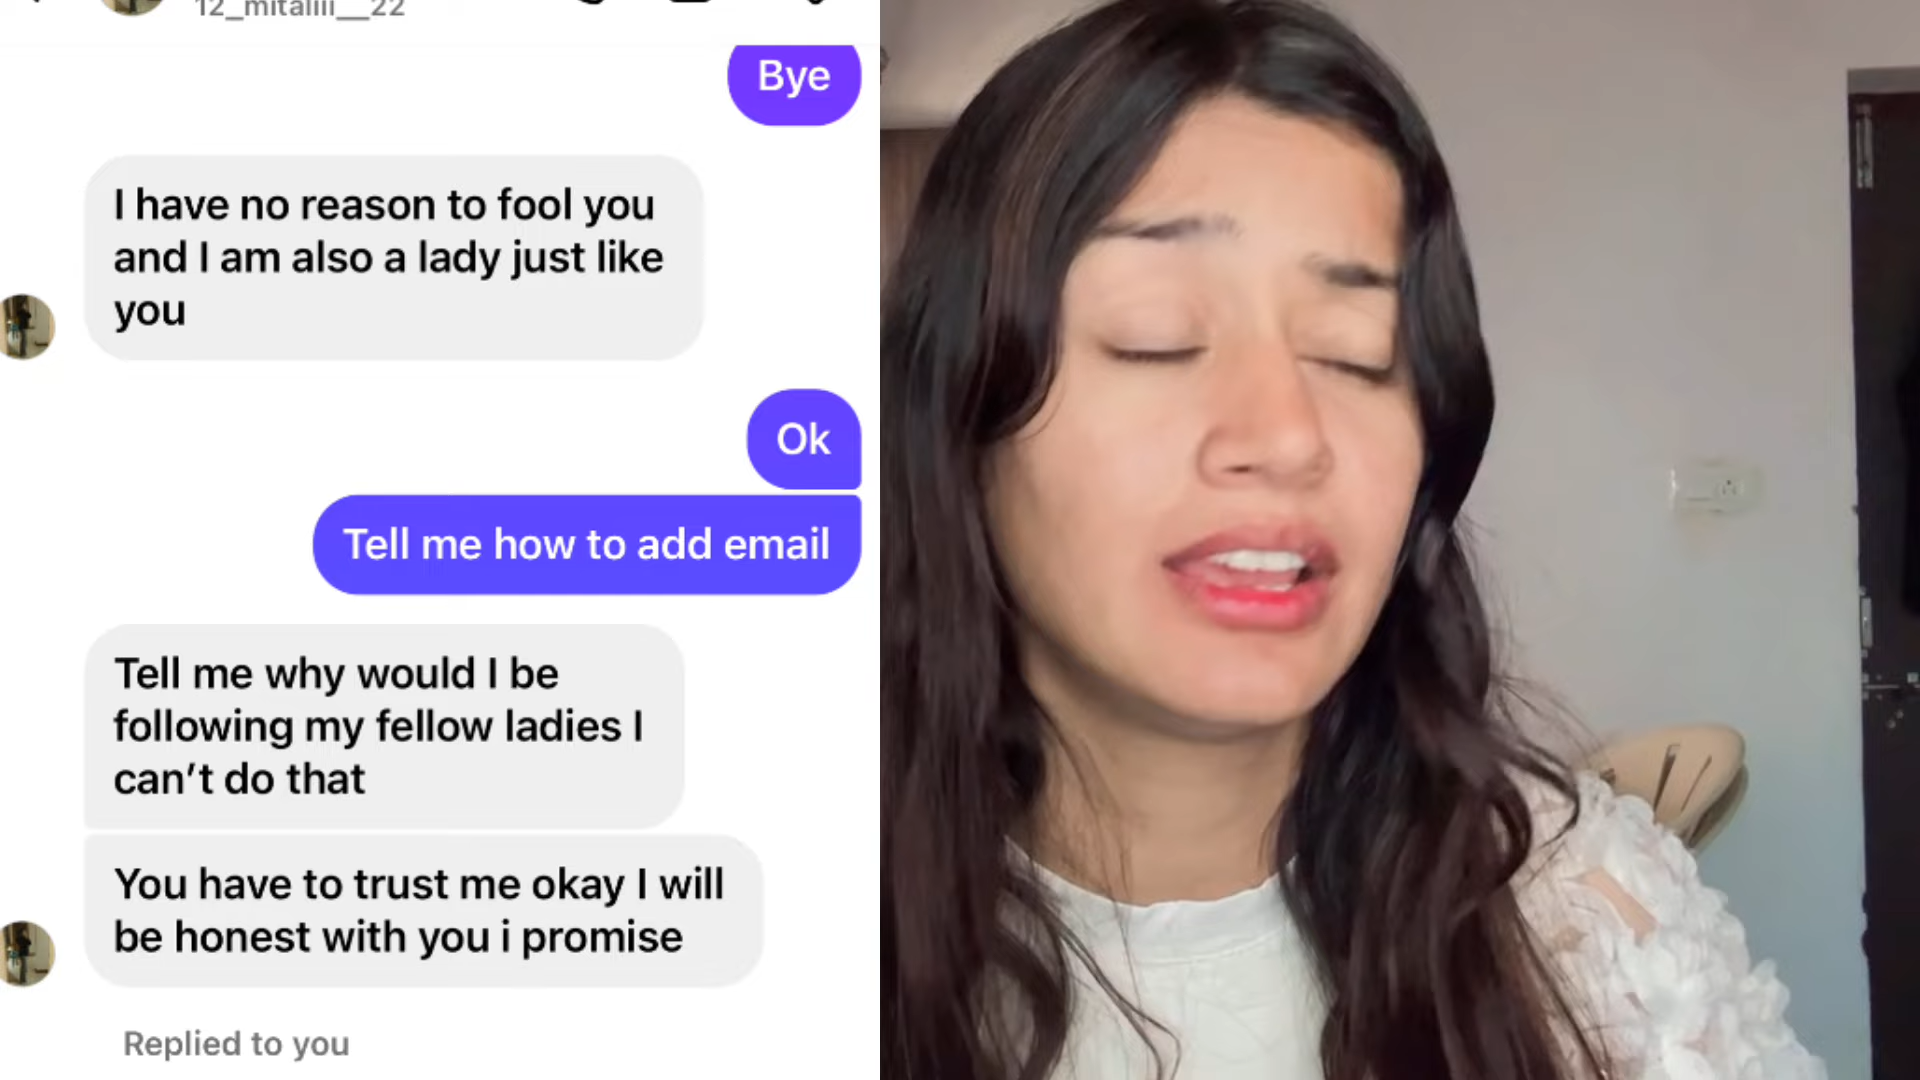 12_mitaliii__22
Bye
I have no reason to fool you
and I am also a lady just like
you
Ok
Tell me how to add email
Tell me why would I be
following my fellow ladies I
can't do that
You have to trust me okay I will
be honest with you i promise
Replied to you